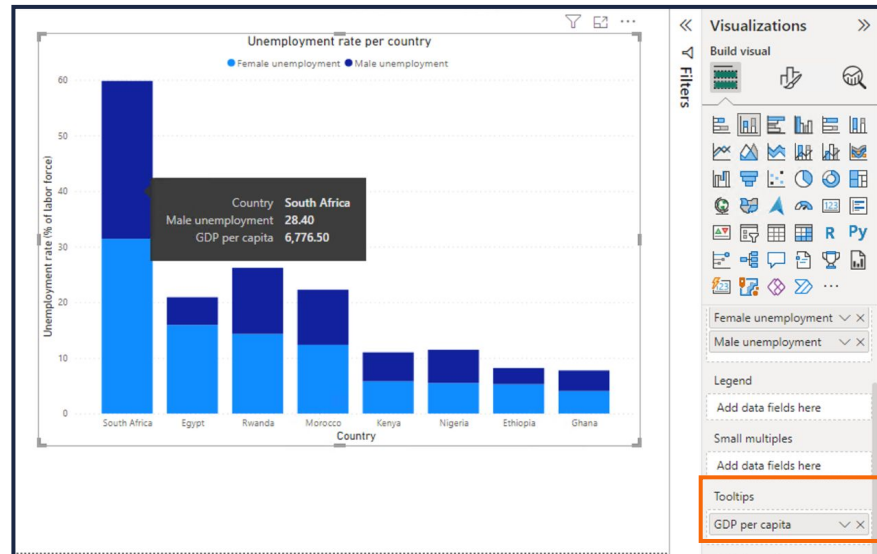 Unemployment rate per country
Female unemployment Male unemployment
Unemployment rate (% of labor force)
60
50
40
30
20
10
0
Country South Africa
Male unemployment 28.40
GDP per capita 6,776.50
South Africa Egypt Rwanda Morocco Kenya Nigeria Ethiopia Ghana
Country
Filters
Visualizations
Build visual
123
R Py
123
Female unemployment
Male unemployment
Legend
Add data fields here
Small multiples
Add data fields here
Tooltips
GDP per capita